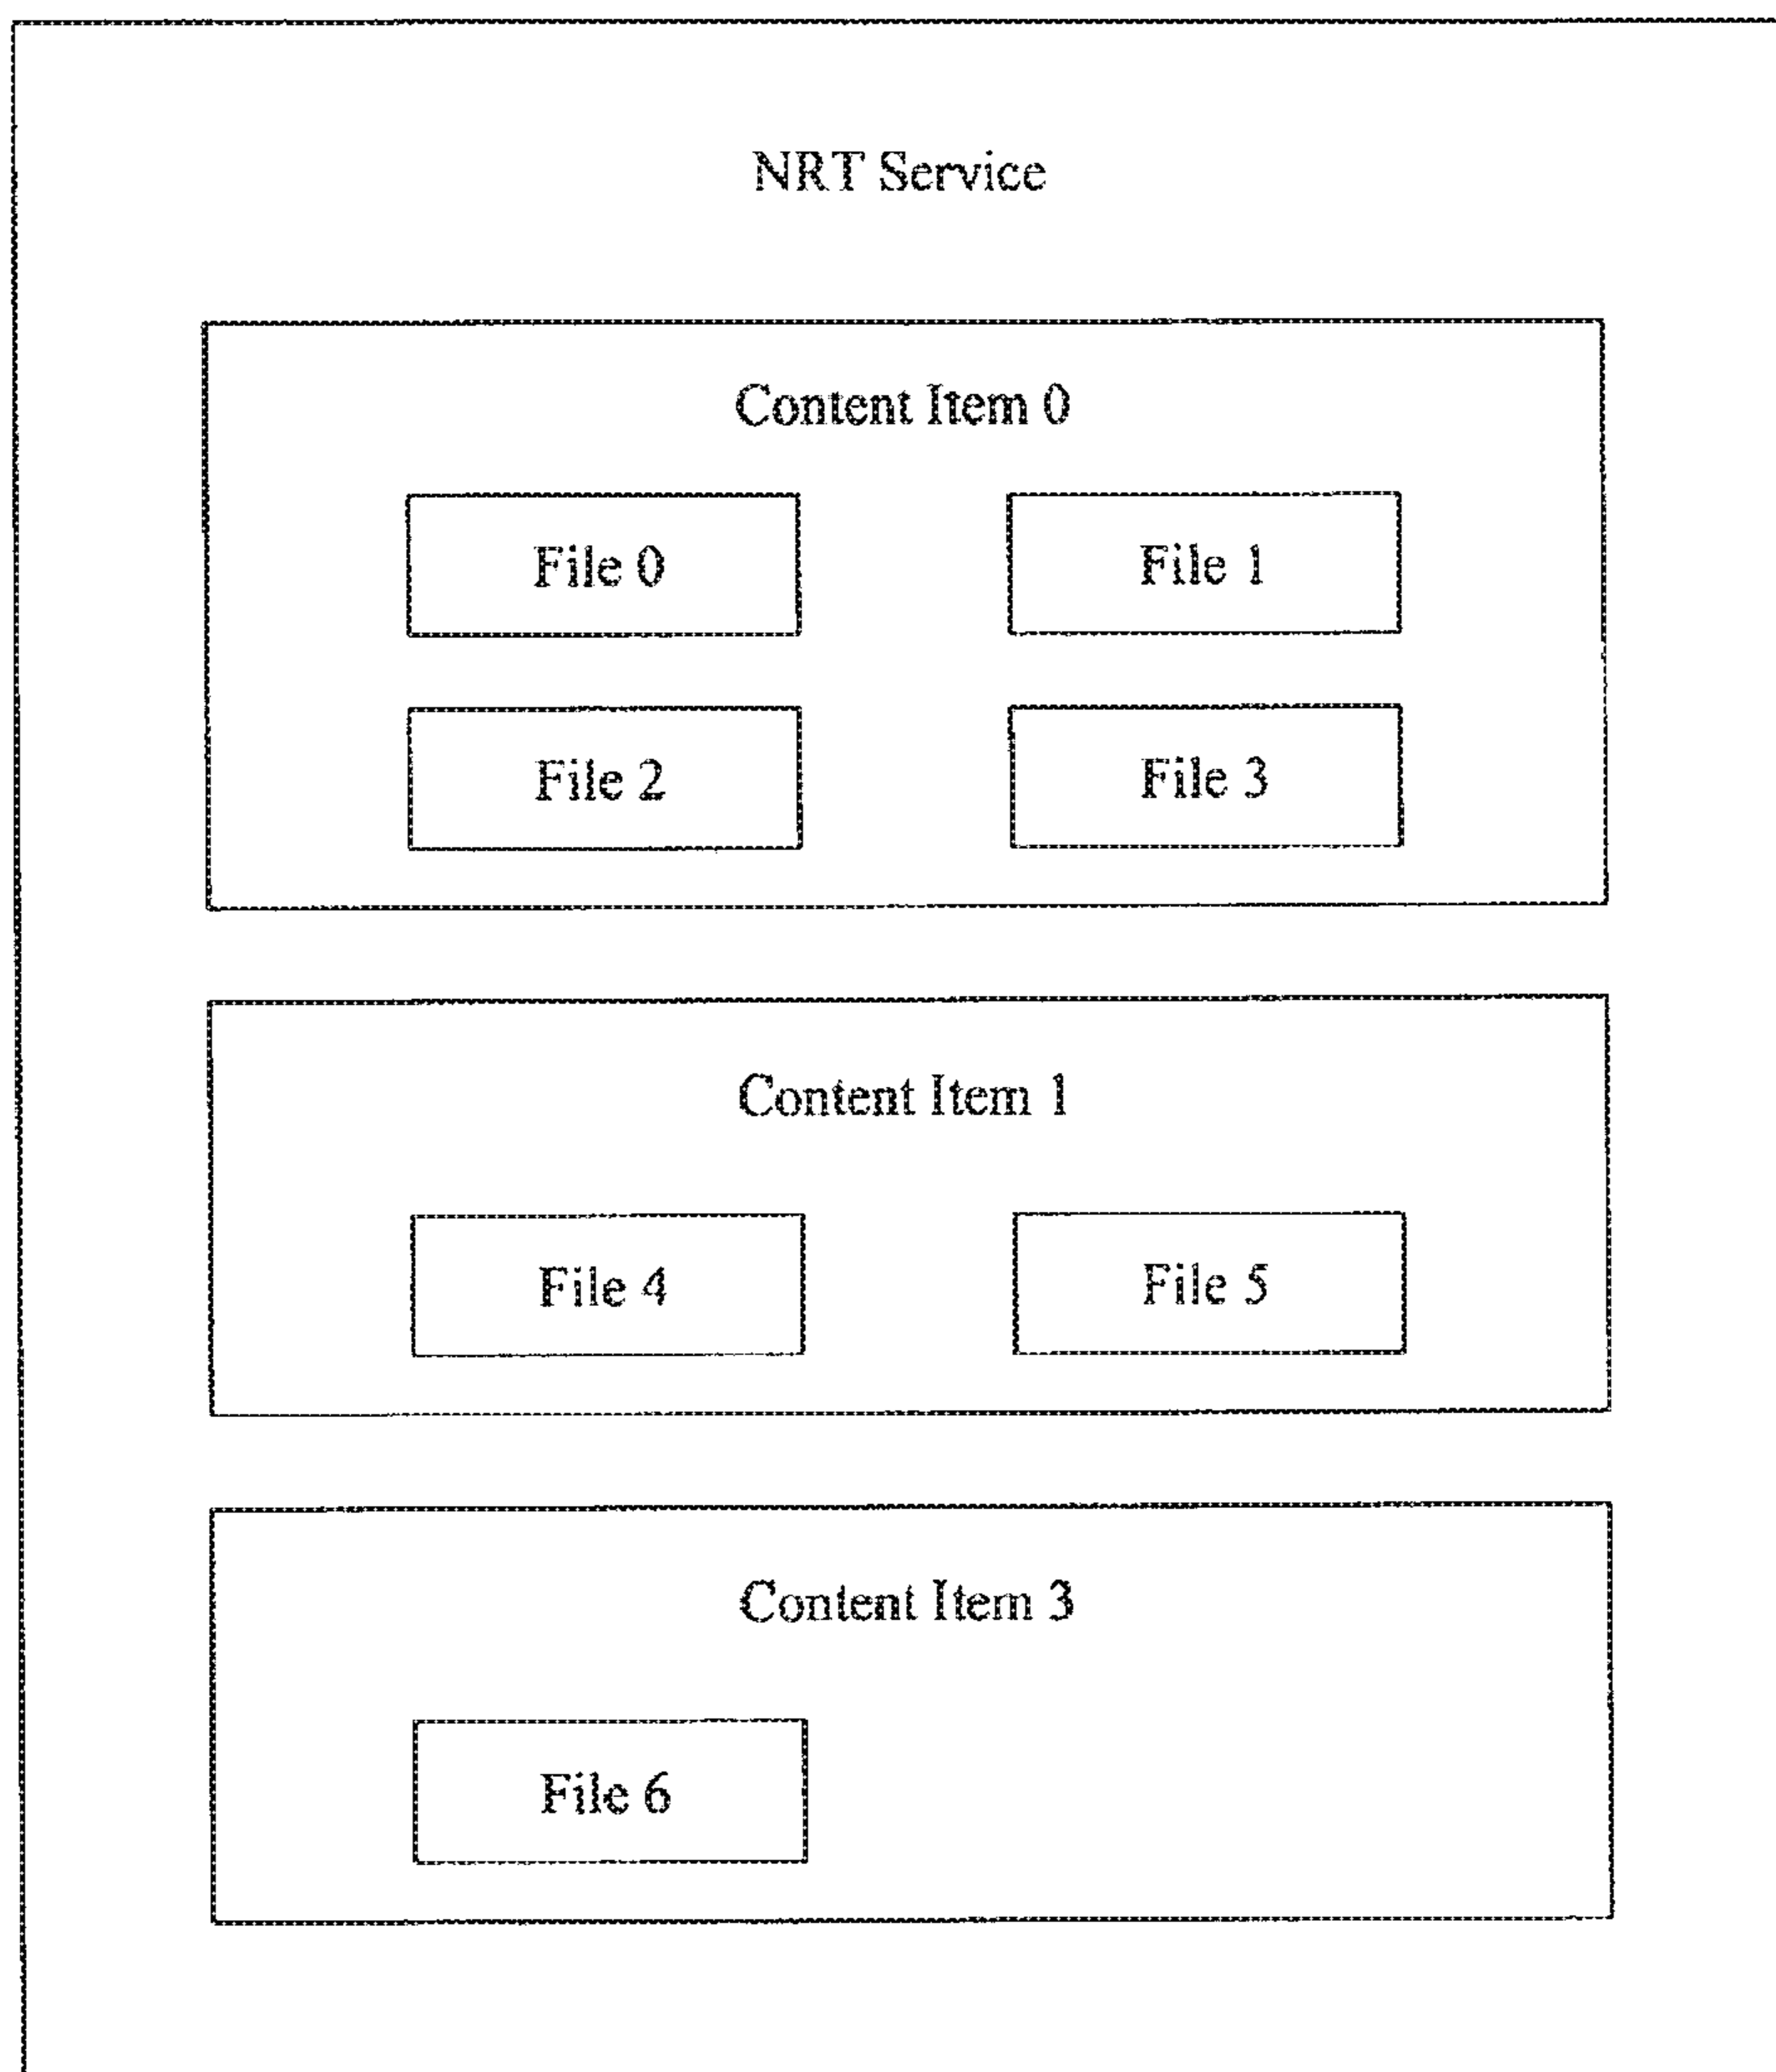 NRT Service
Content Item 0
File 0
File 1
File 2
File 3
Content Item 1
File 4
File 5
Content Item 3
File 6